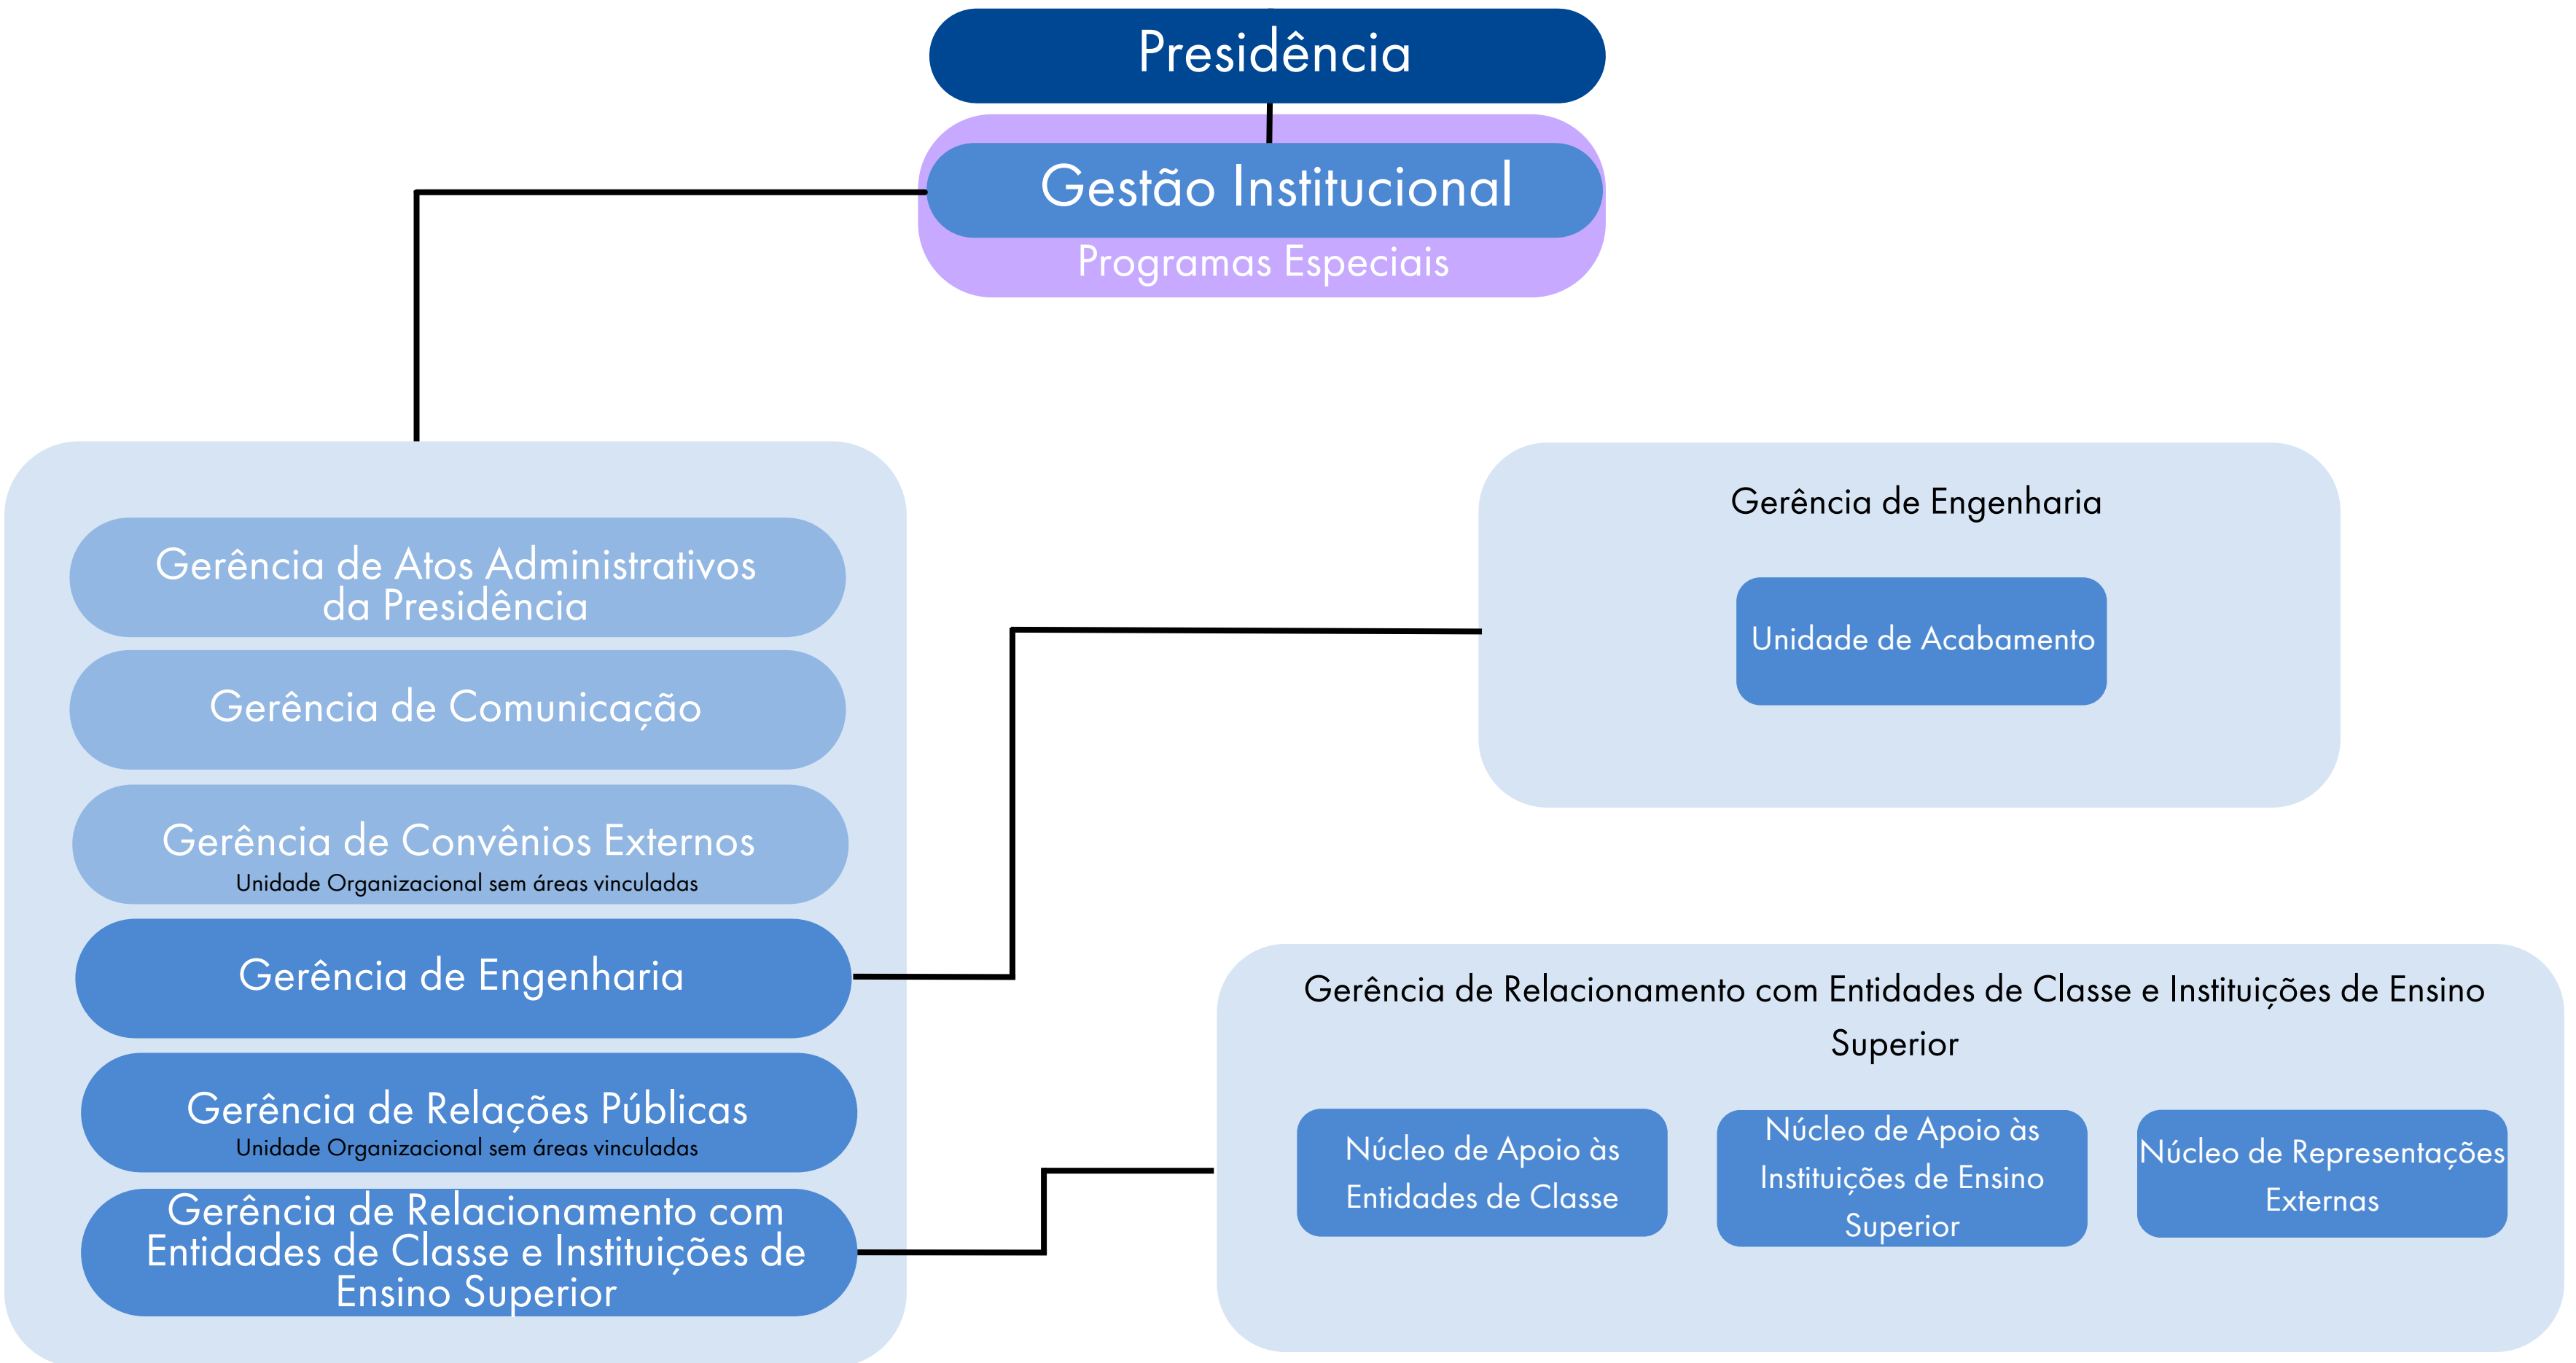 Presidência
Gestão Institucional
Programas Especiais
Gerência de Atos Administrativos
da Presidência
Gerência de Comunicação
Gerência de Convênios Externos
Unidade Organizacional sem áreas vinculadas
Gerência de Engenharia
Gerência de Relações Públicas
Unidade Organizacional sem áreas vinculadas
Gerência de Relacionamento com
Entidades de Classe e Instituições de
Ensino Superior
Gerência de Engenharia
Unidade de Acabamento
Gerência de Relacionamento com Entidades de Classe e Instituições de Ensino
Superior
Núcleo de Apoio às
Entidades de Classe
Núcleo de Apoio às
Instituições de Ensino
Superior
Núcleo de Representações
Externas